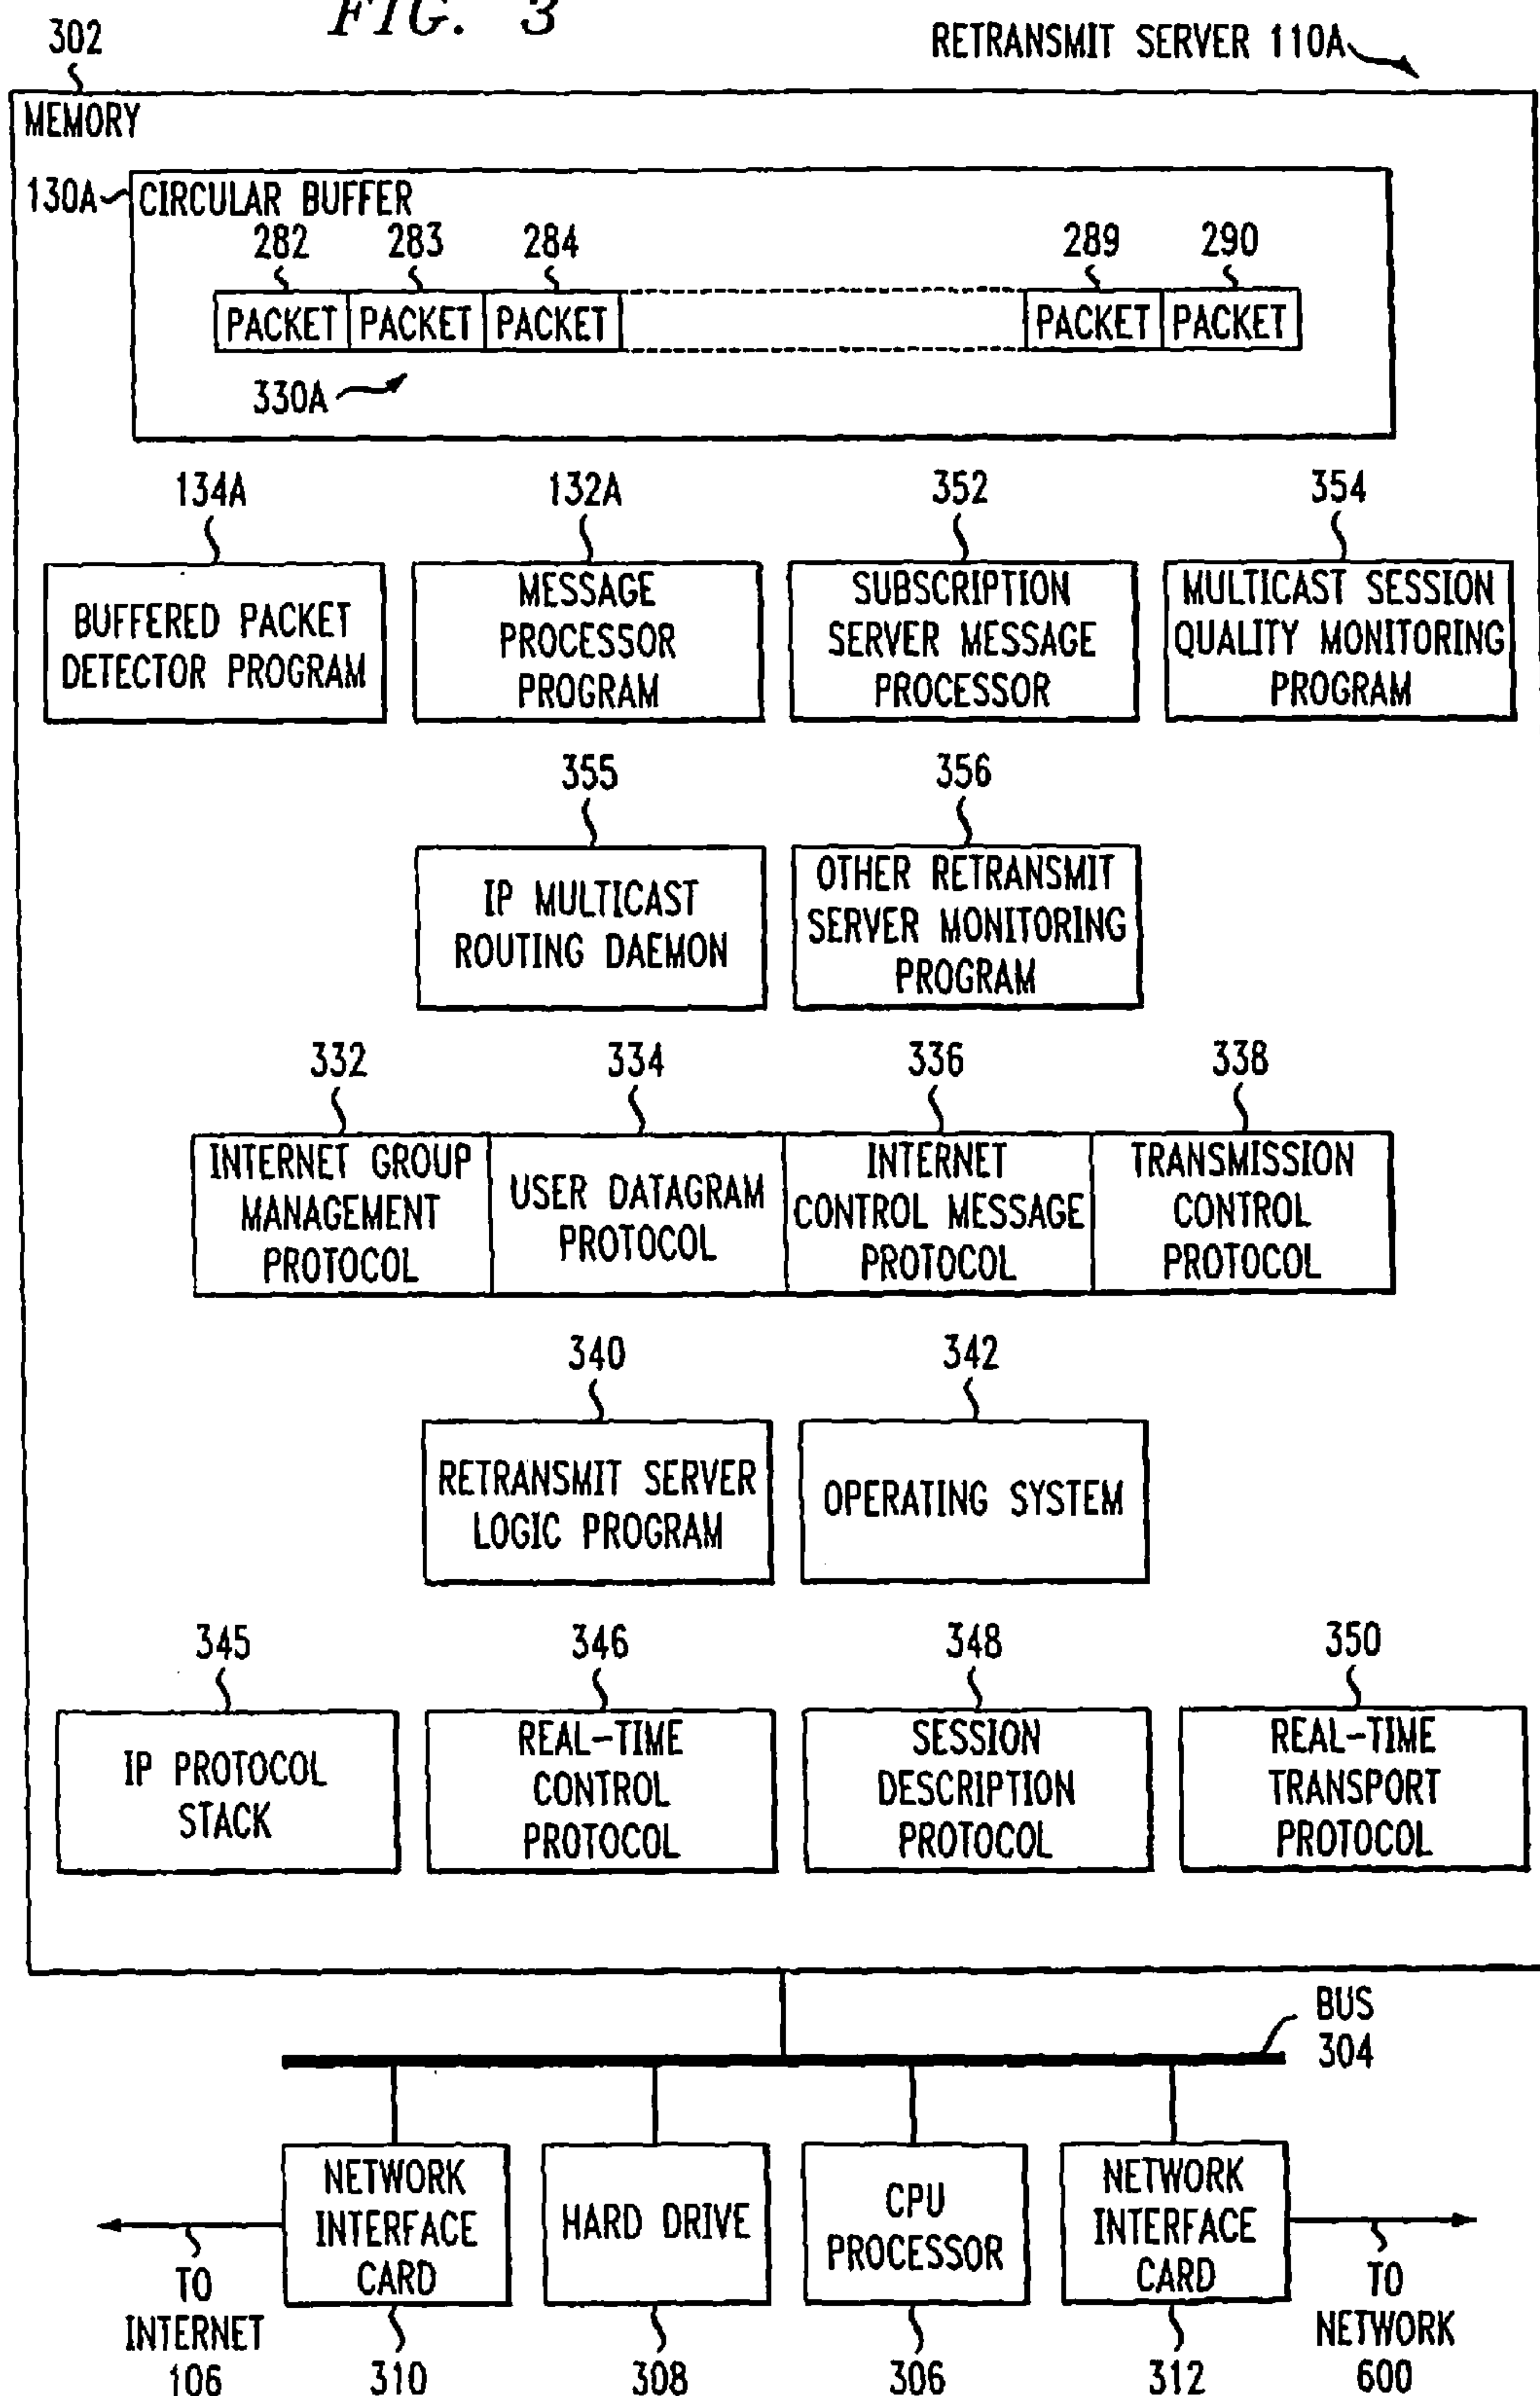 FIG. 3
302
RETRANSMIT SERVER 110A
MEMORY
130A
CIRCULAR BUFFER
282 283 284 289 290
PACKET PACKET PACKET PACKET PACKET
330A
134A 132A 352 354
BUFFERED PACKET
DETECTOR PROGRAM
MESSAGE
PROCESSOR
PROGRAM
SUBSCRIPTION
SERVER MESSAGE
PROCESSOR
MULTICAST SESSION
QUALITY MONITORING
PROGRAM
355 356
IP MULTICAST
ROUTING DAEMON
OTHER RETRANSMIT
SERVER MONITORING
PROGRAM
332 334 336 338
INTERNET GROUP
MANAGEMENT
PROTOCOL
USER DATAGRAM
PROTOCOL
INTERNET
CONTROL MESSAGE
PROTOCOL
TRANSMISSION
CONTROL
PROTOCOL
340 342
RETRANSMIT SERVER
LOGIC PROGRAM
OPERATING SYSTEM
345 346 348 350
IP PROTOCOL
STACK
REAL-TIME
CONTROL
PROTOCOL
SESSION
DESCRIPTION
PROTOCOL
REAL-TIME
TRANSPORT
PROTOCOL
BUS
304
NETWORK
INTERFACE
CARD
HARD DRIVE
CPU
PROCESSOR
NETWORK
INTERFACE
CARD
TO
INTERNET
106
310
308
306
312
TO
NETWORK
600